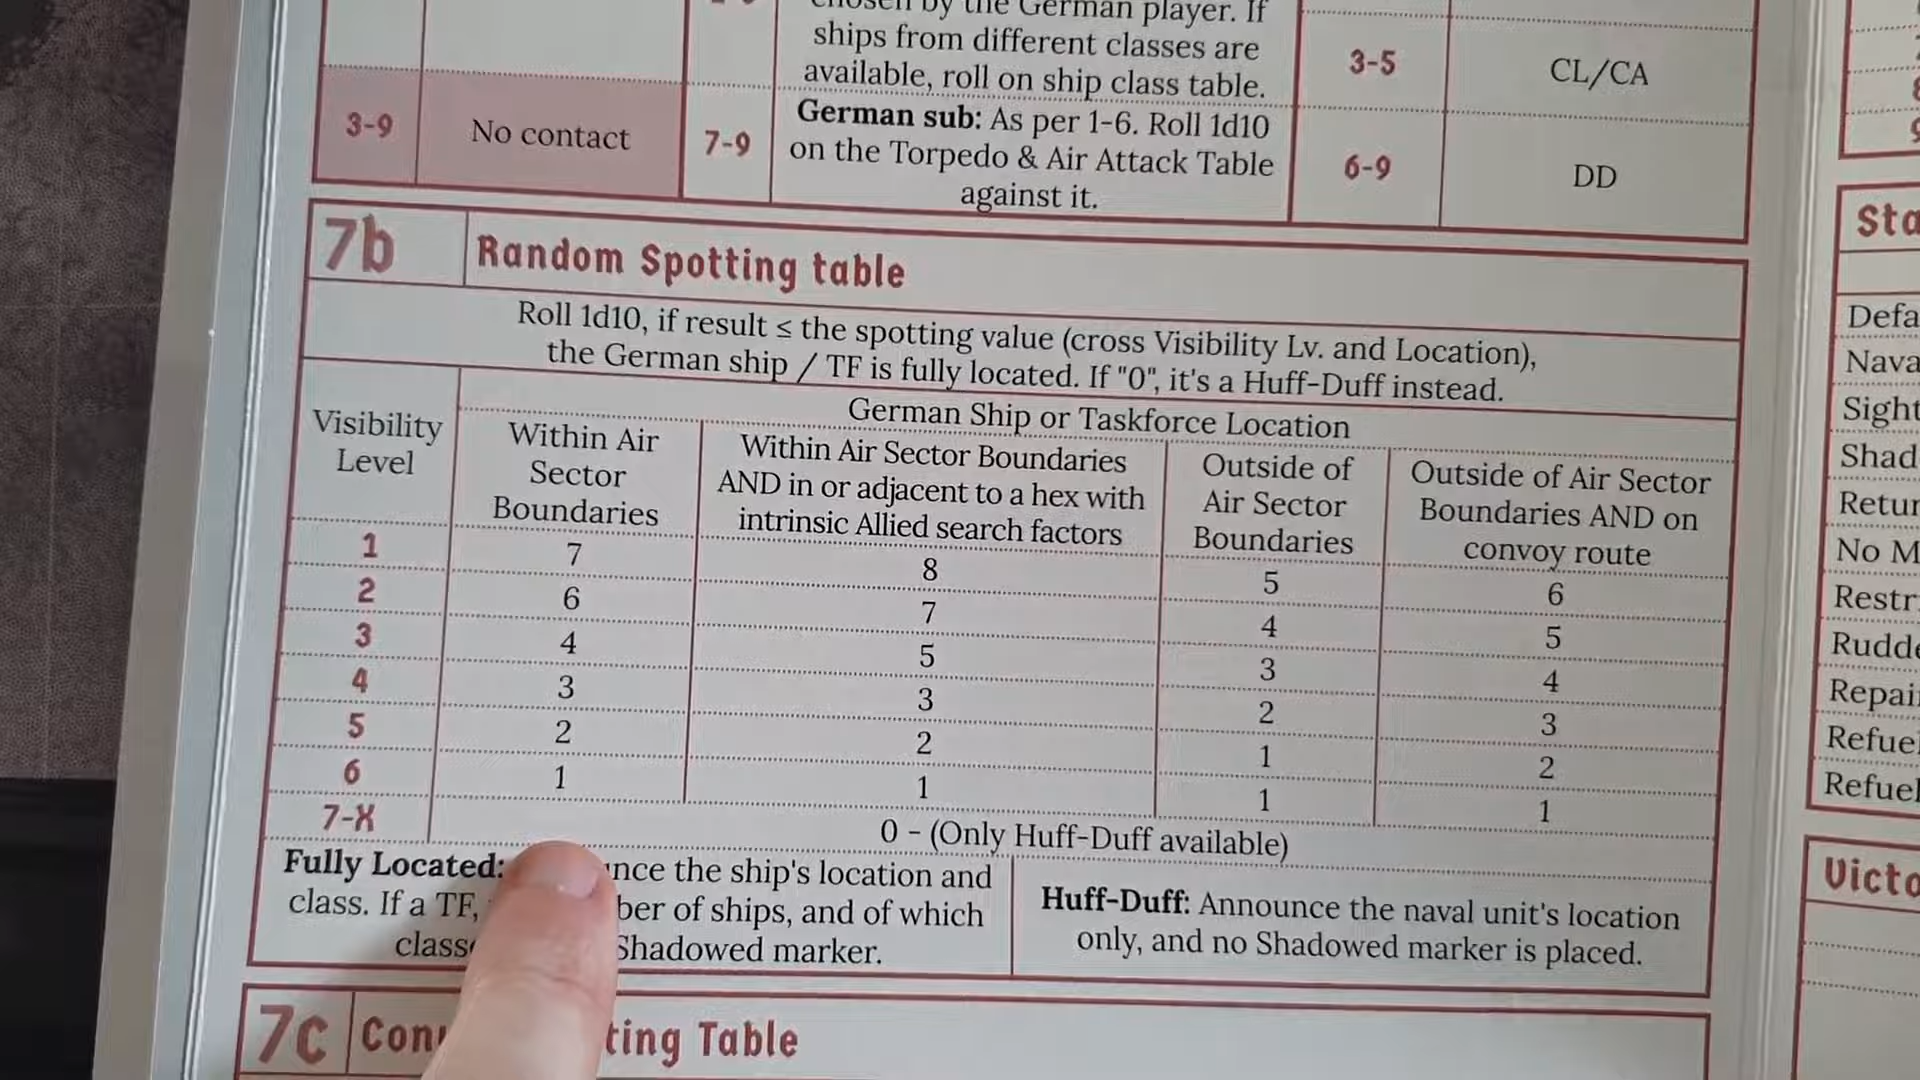 chosen by the German player. If
ships from different classes are
available, roll on ship class table.
3-5
CL/CA
3-9
No contact
7-9
German sub: As per 1-6. Roll 1d10
on the Torpedo & Air Attack Table
against it.
6-9
DD
7b
Random Spotting table
Roll 1d10, if result ≤ the spotting value (cross Visibility Lv. and Location),
the German ship / TF is fully located. If "0", it's a Huff-Duff instead.
Visibility
Level
German Ship or Taskforce Location
Within Air
Sector
Boundaries
Within Air Sector Boundaries
AND in or adjacent to a hex with
intrinsic Allied search factors
Outside of
Air Sector
Boundaries
Outside of Air Sector
Boundaries AND on
convoy route
1 7 8 5 6
2 6 7 4 5
3 4 5 3 4
4 3 3 2 3
5 2 2 1 2
6 1 1 1 1
7-X
0 - (Only Huff-Duff available)
Fully Located: nce the ship's location and
class. If a TF, ber of ships, and of which
class Shadowed marker.
Huff-Duff: Announce the naval unit's location
only, and no Shadowed marker is placed.
7c
Con ting Table
Sta
Defa
Nava
Sight
Shad
Retur
No M
Restr
Rudde
Repai
Refue
Refuel
Victo